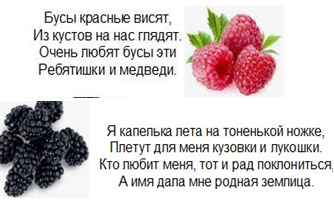 Бусы красные висят,
Из кустов на нас глядят.
Очень любят бусы эти
Ребятишки и медведи.
Я капелька лета на тоненькой ножке,
Плетут для меня кузовки и лукошки.
Кто любит меня, тот и рад поклониться,
А имя дала мне родная землица.